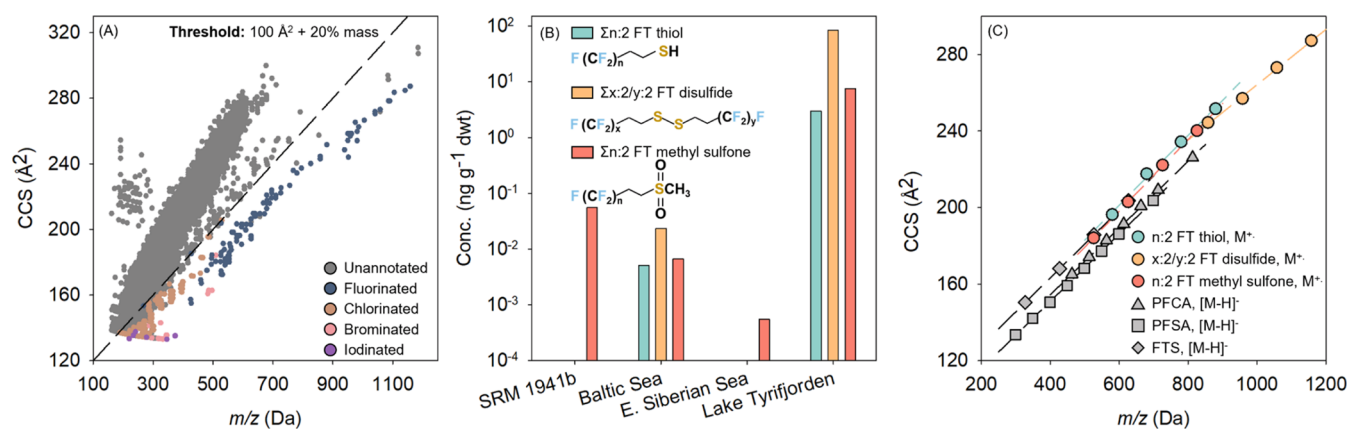 (A)
Threshold: 100 Å² + 20% mass
CCS (Å²)
320
280
240
200
160
120
100
300
500
700
900
1100
m/z (Da)
Unannotated
Fluorinated
Chlorinated
Brominated
Iodinated
(B)
Conc. (ng g⁻¹ dwt)
10²
10¹
10⁰
10⁻¹
10⁻²
10⁻³
10⁻⁴
Σn:2 FT thiol
F(CF₂)ₙ SH
Σx:2/y:2 FT disulfide
F(CF₂)ₓ S S (CF₂)ᵧF
Σn:2 FT methyl sulfone
O
F(CF₂)ₙ SCH₃
O
SRM 1941b
Baltic Sea
E. Siberian Sea
Lake Tyrifjorden
(C)
CCS (Å²)
280
240
200
160
120
200
400
600
800
1000
1200
m/z (Da)
n:2 FT thiol, M⁺·
x:2/y:2 FT disulfide, M⁺·
n:2 FT methyl sulfone, M⁺·
PFCA, [M-H]⁻
PFSA, [M-H]⁻
FTS, [M-H]⁻